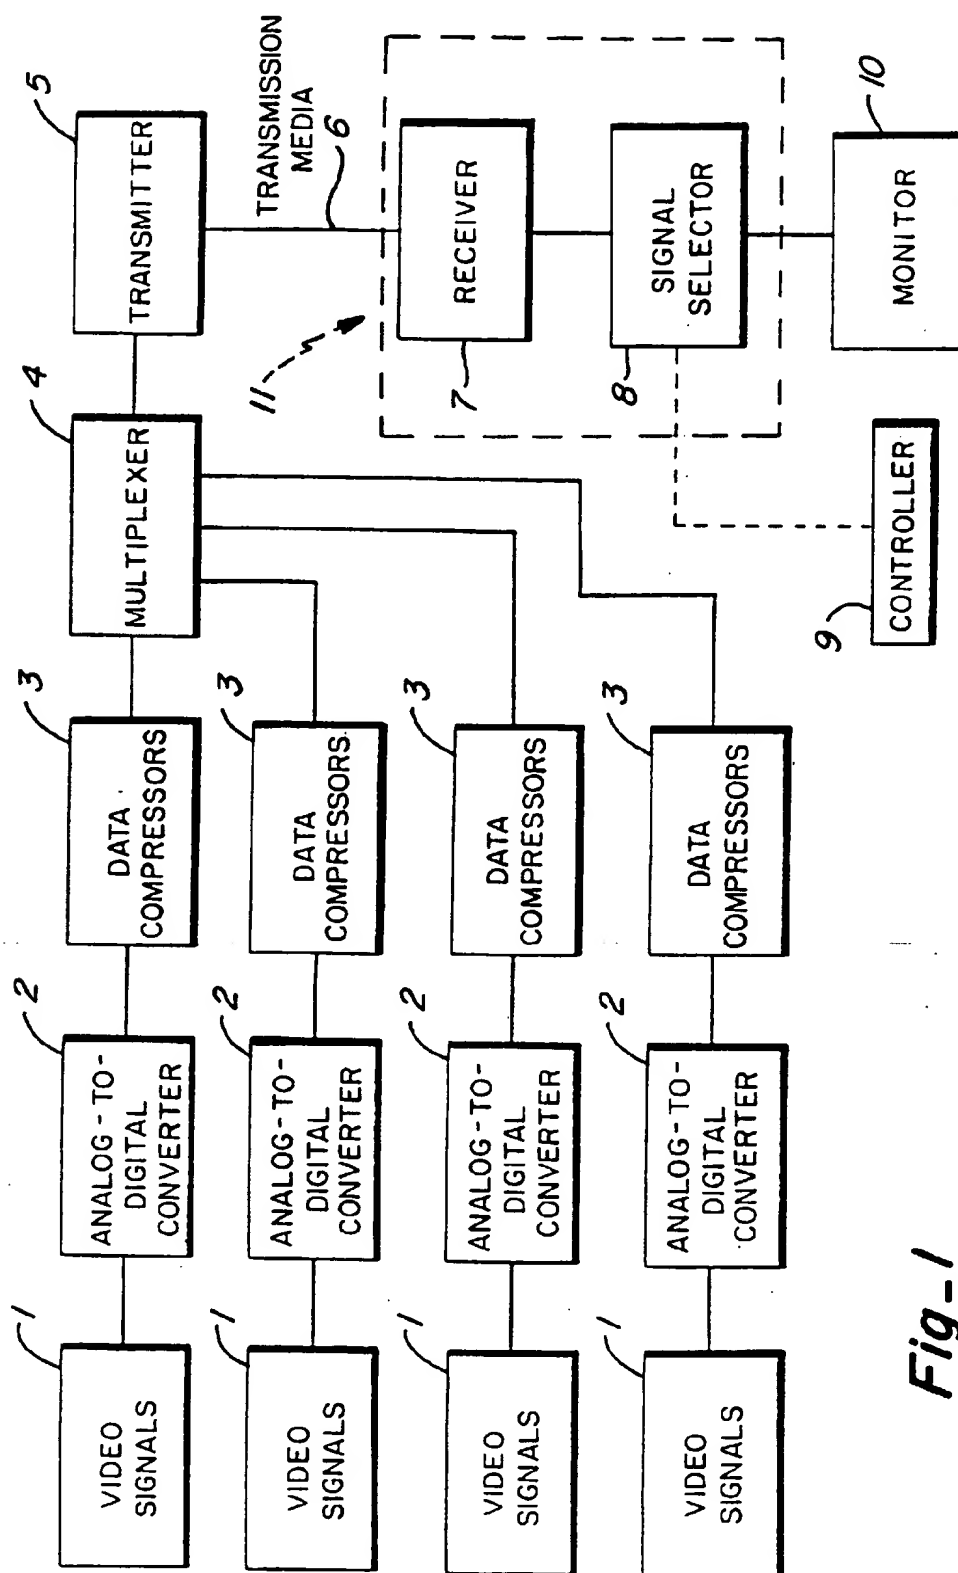 VIDEO
SIGNALS
1
ANALOG-TO-
DIGITAL
CONVERTER
2
DATA
COMPRESSORS
3
MULTIPLEXER
4
TRANSMITTER
5
VIDEO
SIGNALS
1
ANALOG-TO-
DIGITAL
CONVERTER
2
DATA
COMPRESSORS
3
VIDEO
SIGNALS
1
ANALOG-TO-
DIGITAL
CONVERTER
2
DATA
COMPRESSORS
3
VIDEO
SIGNALS
1
ANALOG-TO-
DIGITAL
CONVERTER
2
DATA
COMPRESSORS
3
TRANSMISSION
MEDIA
6
11
RECEIVER
7
SIGNAL
SELECTOR
8
CONTROLLER
9
MONITOR
10
Fig_1